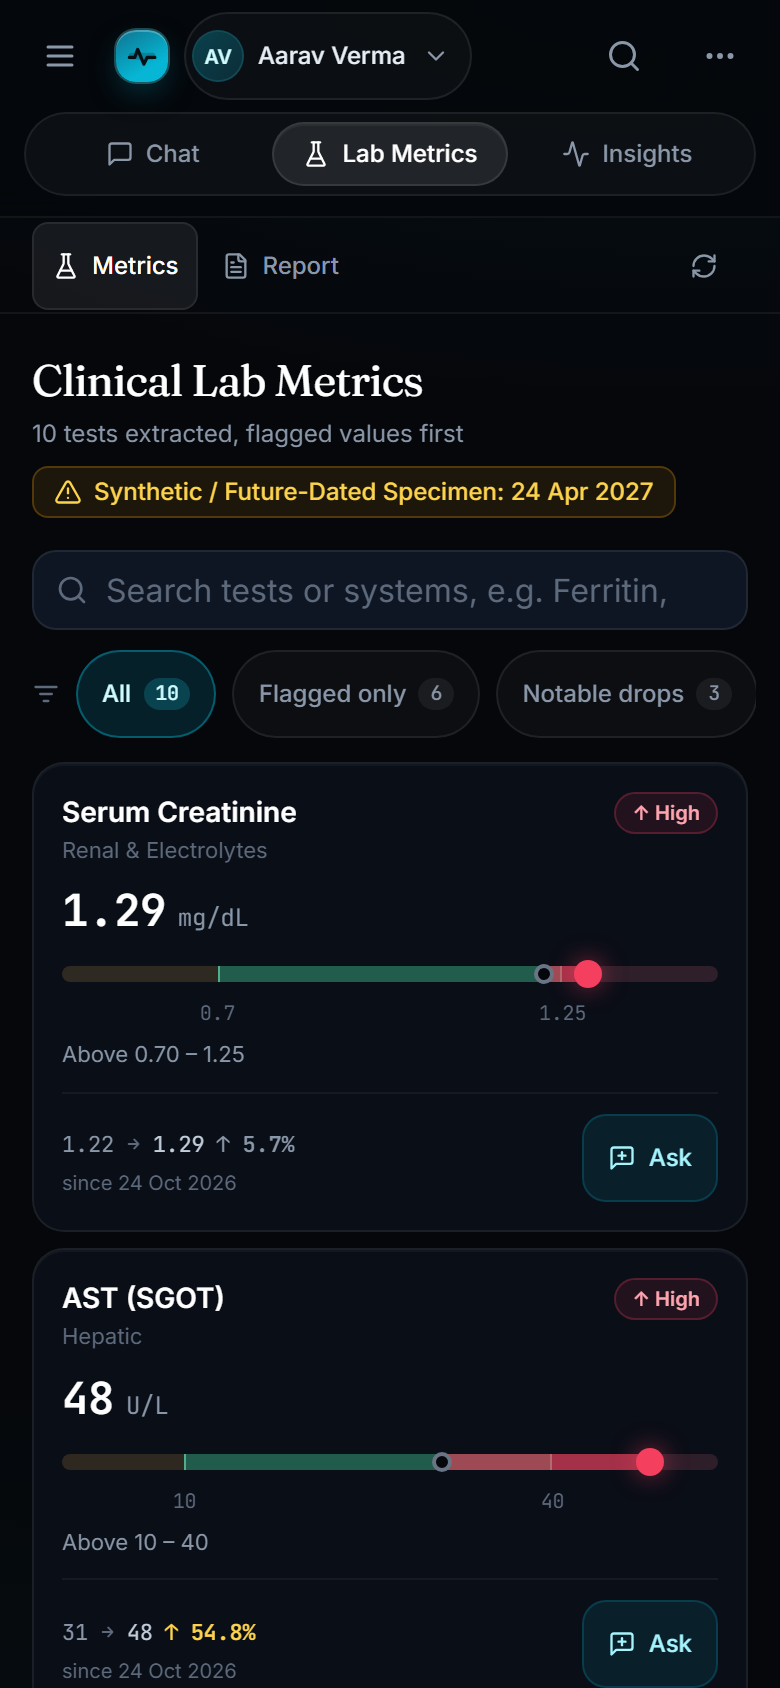 AV Aarav Verma
Chat Lab Metrics Insights
Metrics Report
Clinical Lab Metrics
10 tests extracted, flagged values first
Synthetic / Future-Dated Specimen: 24 Apr 2027
Search tests or systems, e.g. Ferritin,
All 10 Flagged only 6 Notable drops 3
Serum Creatinine ↑ High
Renal & Electrolytes
1.29 mg/dL
0.7 1.25
Above 0.70 – 1.25
1.22 → 1.29 ↑ 5.7%
Ask
since 24 Oct 2026
AST (SGOT) ↑ High
Hepatic
48 U/L
10 40
Above 10 – 40
31 → 48 ↑ 54.8%
Ask
since 24 Oct 2026